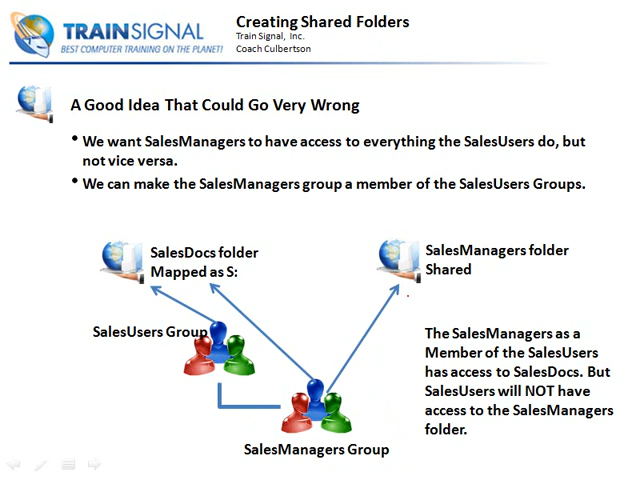 TRAINSIGNAL
BEST COMPUTER TRAINING ON THE PLANET!
Creating Shared Folders
Train Signal, Inc.
Coach Culbertson
A Good Idea That Could Go Very Wrong
• We want SalesManagers to have access to everything the SalesUsers do, but
not vice versa.
• We can make the SalesManagers group a member of the SalesUsers Groups.
SalesDocs folder
Mapped as S:
SalesManagers folder
Shared
SalesUsers Group
The SalesManagers as a
Member of the SalesUsers
has access to SalesDocs. But
SalesUsers will NOT have
access to the SalesManagers
folder.
SalesManagers Group